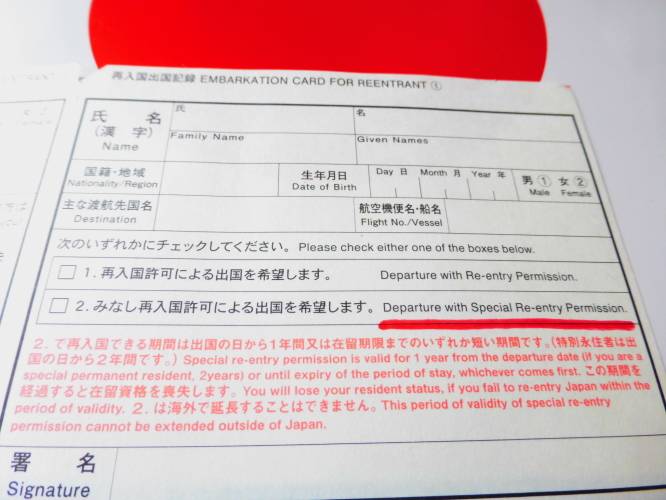 再入国出国記録 EMBARKATION CARD FOR REENTRANT ①
氏 名
(漢 字)
Name
氏
名
Family Name
Given Names
国籍・地域
Nationality/Region
生年月日
Date of Birth
Day 日 Month 月 Year 年
男 ① 女 ②
Male Female
主な渡航先国名
Destination
航空機便名・船名
Flight No./Vessel
次のいずれかにチェックしてください。Please check either one of the boxes below.
□ 1.再入国許可による出国を希望します。 Departure with Re-entry Permission.
□ 2.みなし再入国許可による出国を希望します。Departure with Special Re-entry Permission.
2.で再入国できる期間は出国の日から1年間又は在留期限までのいずれか短い期間です。(特別永住者は出
国の日から2年間です。) Special re-entry permission is valid for 1 year from the departure date (if you are a
special permanent resident, 2years) or until expiry of the period of stay, whichever comes first. この期間を
経過すると在留資格を喪失します。You will lose your resident status, if you fail to re-entry Japan within the
period of validity. 2.は海外で延長することはできません。This period of validity of special re-entry
permission cannot be extended outside of Japan.
署 名
Signature